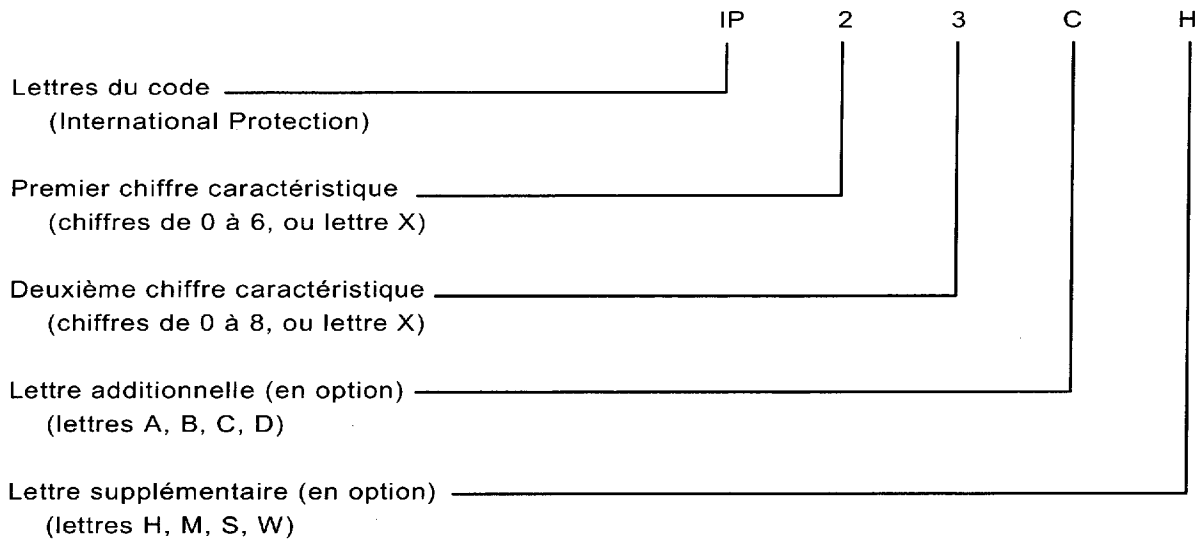 IP 2 3 C H
Lettres du code
(International Protection)
Premier chiffre caractéristique
(chiffres de 0 à 6, ou lettre X)
Deuxième chiffre caractéristique
(chiffres de 0 à 8, ou lettre X)
Lettre additionnelle (en option)
(lettres A, B, C, D)
Lettre supplémentaire (en option)
(lettres H, M, S, W)